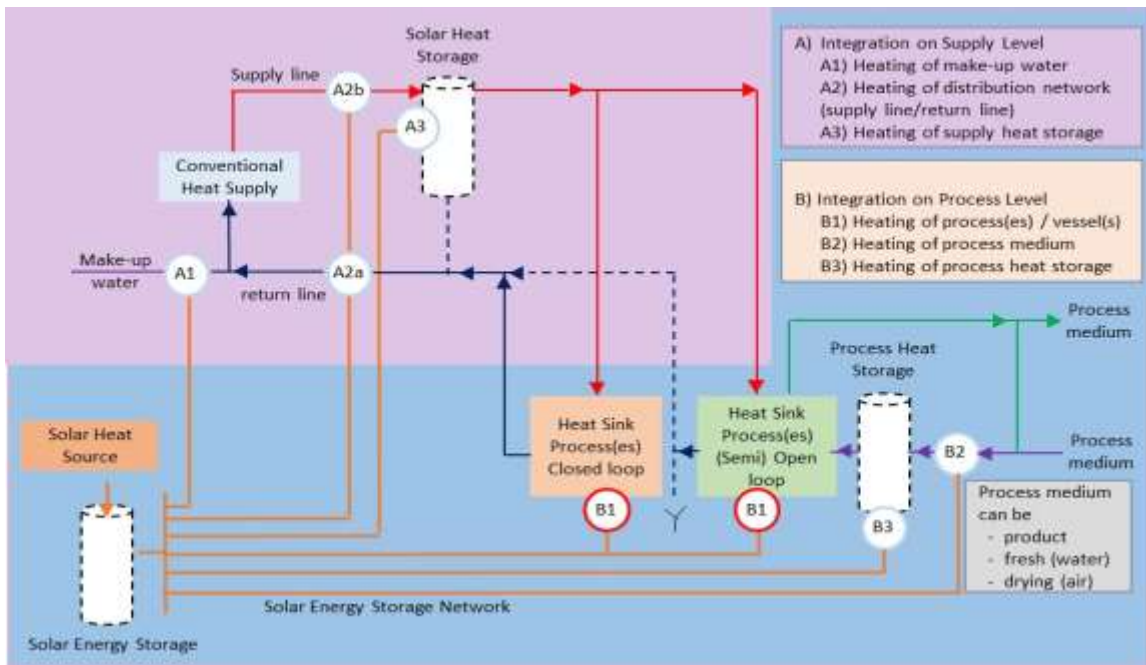 Solar Heat
Storage
Supply line
A2b
A3
Conventional
Heat Supply
Make-up
water
A1
A2a
return line
A) Integration on Supply Level
A1) Heating of make-up water
A2) Heating of distribution network
(supply line/return line)
A3) Heating of supply heat storage
B) Integration on Process Level
B1) Heating of process(es) / vessel(s)
B2) Heating of process medium
B3) Heating of process heat storage
Process
medium
Process Heat
Storage
Heat Sink
Process(es)
Closed loop
Heat Sink
Process(es)
(Semi) Open
loop
Process
medium
B2
B1
B1
B3
Solar Heat
Source
Process medium
can be
- product
- fresh (water)
- drying (air)
Solar Energy Storage Network
Solar Energy Storage